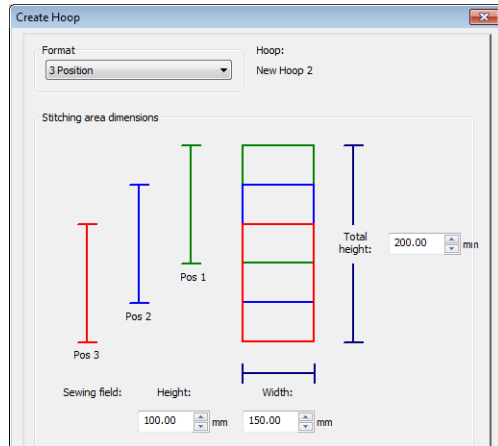 Create Hoop
Format
3 Position
Hoop:
New Hoop 2
Stitching area dimensions
Pos 1
Pos 2
Pos 3
Total
height:
200.00 mm
Sewing field:
Height:
Width:
100.00 mm
150.00 mm